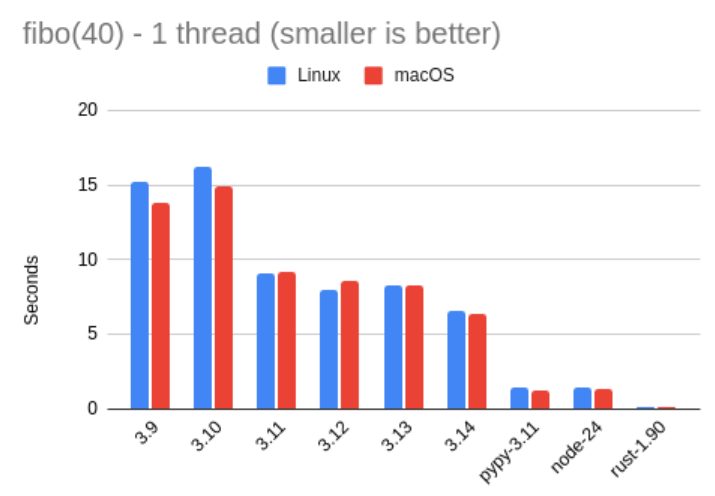 fibo(40) - 1 thread (smaller is better)
Linux
macOS
20
15
10
5
0
Seconds
3.9
3.10
3.11
3.12
3.13
3.14
pypy-3.11
node-24
rust-1.90